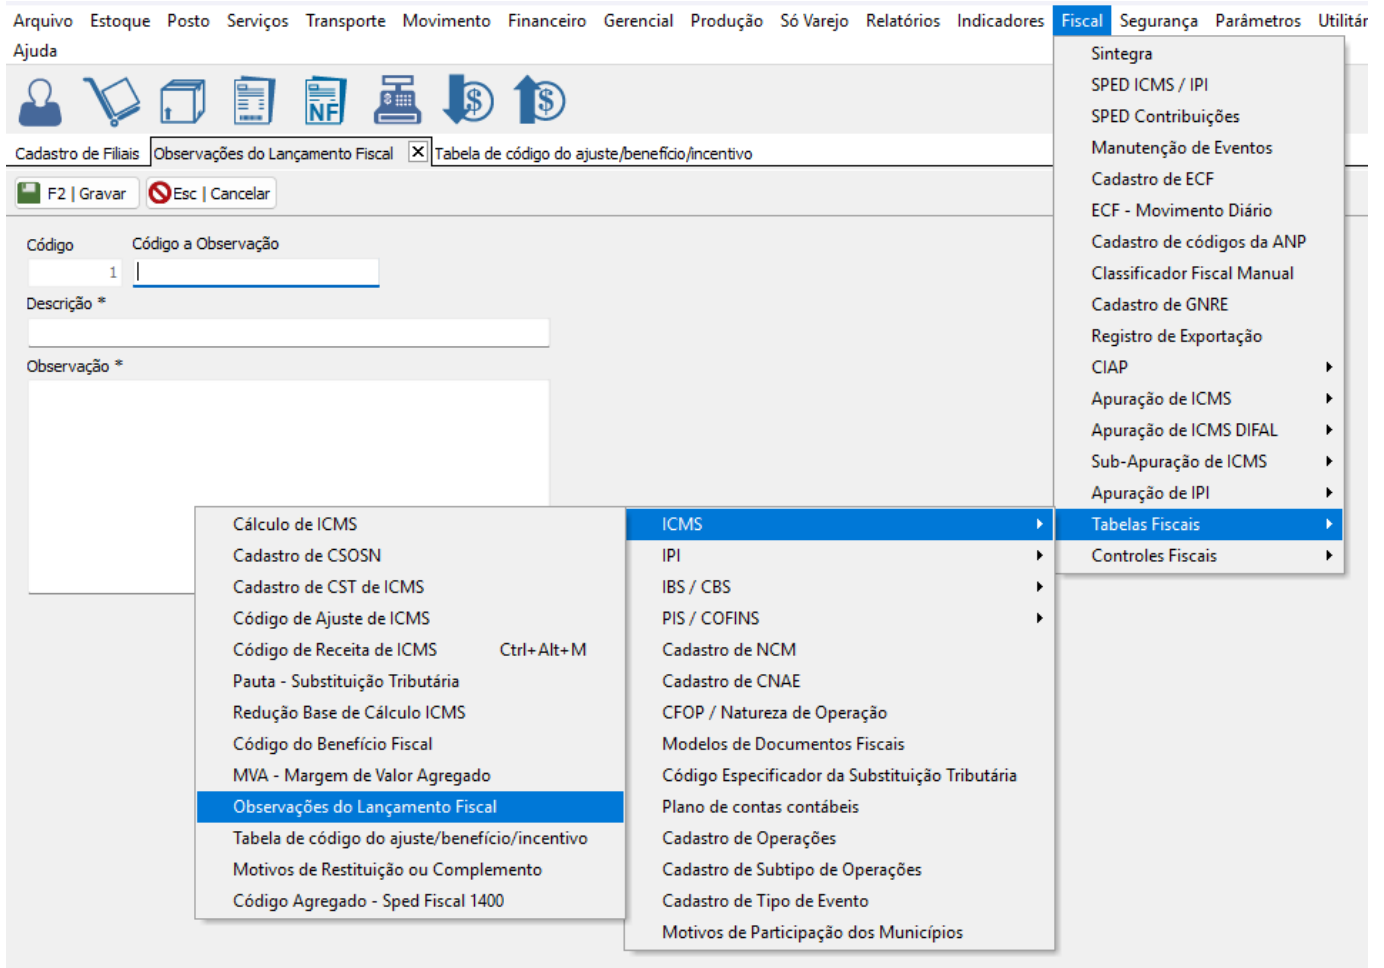 Arquivo Estoque Posto Serviços Transporte Movimento Financeiro Gerencial Produção Só Varejo Relatórios Indicadores Fiscal Segurança Parâmetros Utilitár
Ajuda
NF
Cadastro de Filiais Observações do Lançamento Fiscal Tabela de código do ajuste/benefício/incentivo
F2 | Gravar Esc | Cancelar
Código Código a Observação
1
Descrição *
Observação *
Sintegra
SPED ICMS / IPI
SPED Contribuições
Manutenção de Eventos
Cadastro de ECF
ECF - Movimento Diário
Cadastro de códigos da ANP
Classificador Fiscal Manual
Cadastro de GNRE
Registro de Exportação
CIAP
Apuração de ICMS
Apuração de ICMS DIFAL
Sub-Apuração de ICMS
Apuração de IPI
Tabelas Fiscais
Controles Fiscais
ICMS
IPI
IBS / CBS
PIS / COFINS
Cadastro de NCM
Cadastro de CNAE
CFOP / Natureza de Operação
Modelos de Documentos Fiscais
Código Especificador da Substituição Tributária
Plano de contas contábeis
Cadastro de Operações
Cadastro de Subtipo de Operações
Cadastro de Tipo de Evento
Motivos de Participação dos Municípios
Cálculo de ICMS
Cadastro de CSOSN
Cadastro de CST de ICMS
Código de Ajuste de ICMS
Código de Receita de ICMS Ctrl+Alt+M
Pauta - Substituição Tributária
Redução Base de Cálculo ICMS
Código do Benefício Fiscal
MVA - Margem de Valor Agregado
Observações do Lançamento Fiscal
Tabela de código do ajuste/benefício/incentivo
Motivos de Restituição ou Complemento
Código Agregado - Sped Fiscal 1400